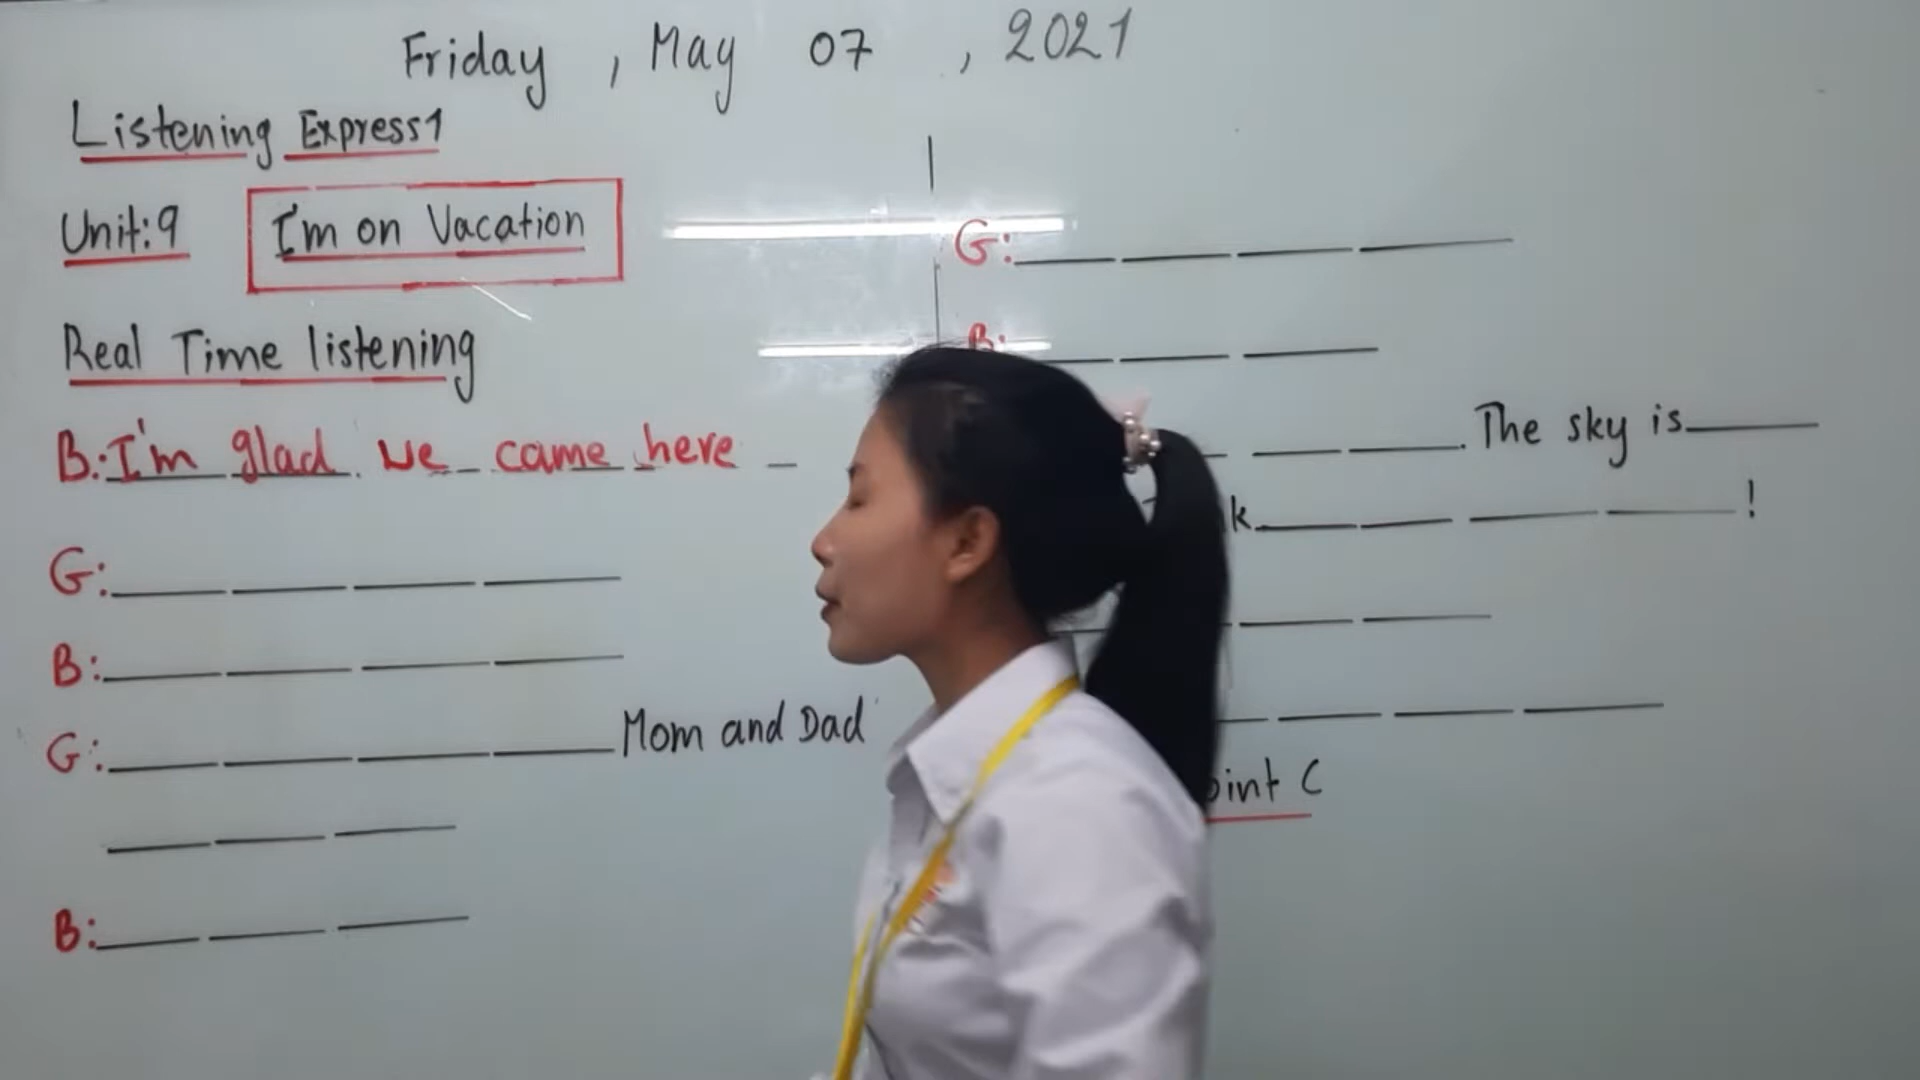 Friday, May 07, 2021
Listening Express1
Unit:9 I'm on Vacation
Real Time listening
B: I'm glad we came here
G:
B:
G: Mom and Dad
B:
G:
B:
The sky is
!
C